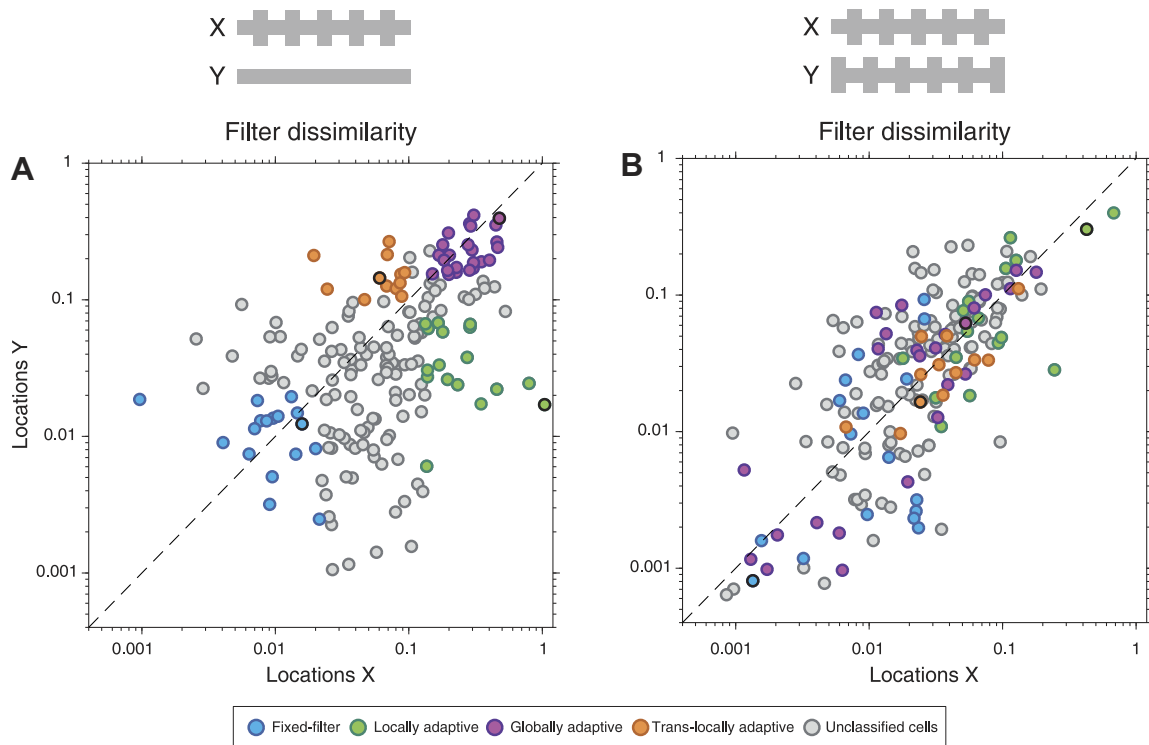 X
Y
Filter dissimilarity
A
1
0.1
0.01
0.001
Locations Y
0.001
0.01
0.1
1
Locations X
X
Y
Filter dissimilarity
B
1
0.1
0.01
0.001
0.001
0.01
0.1
1
Locations X
Fixed-filter Locally adaptive Globally adaptive Trans-locally adaptive Unclassified cells